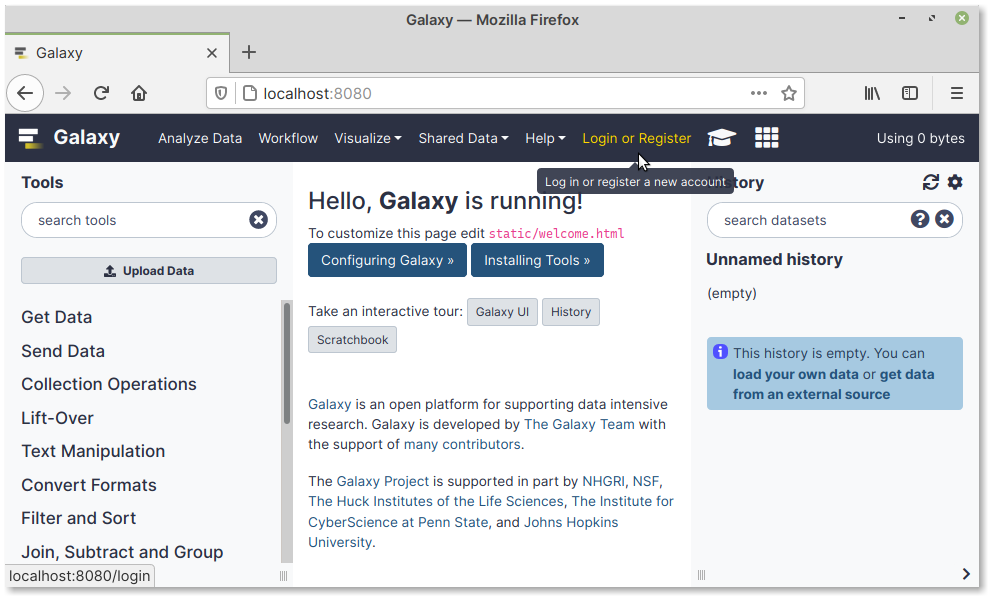 Galaxy — Mozilla Firefox
Galaxy
localhost:8080
Galaxy Analyze Data Workflow Visualize Shared Data Help Login or Register Using 0 bytes
Log in or register a new account
Tools
search tools
Upload Data
Get Data
Send Data
Collection Operations
Lift-Over
Text Manipulation
Convert Formats
Filter and Sort
Join, Subtract and Group
localhost:8080/login
Hello, Galaxy is running!
To customize this page edit static/welcome.html
Configuring Galaxy » Installing Tools »
Take an interactive tour: Galaxy UI History
Scratchbook
Galaxy is an open platform for supporting data intensive
research. Galaxy is developed by The Galaxy Team with
the support of many contributors.
The Galaxy Project is supported in part by NHGRI, NSF,
The Huck Institutes of the Life Sciences, The Institute for
CyberScience at Penn State, and Johns Hopkins
University.
tory
search datasets
Unnamed history
(empty)
This history is empty. You can
load your own data or get data
from an external source